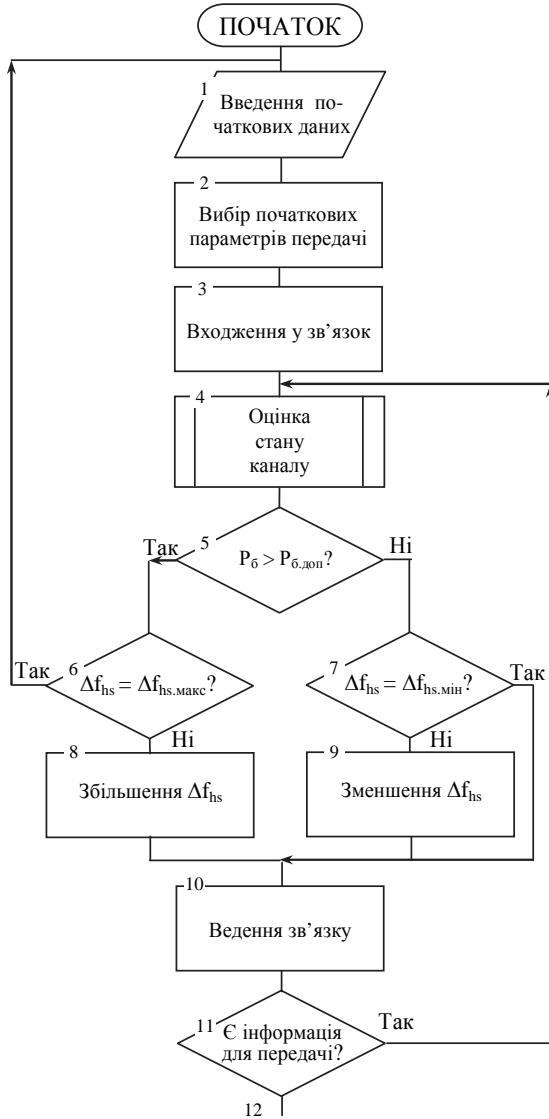 ПОЧАТОК
1
Введення по-
чаткових даних
2
Вибір початкових
параметрів передачі
3
Входження у зв’язок
4
Оцінка
стану
каналу
5
Так
Pб > Pб.доп?
Ні
6
Так
Δfhs = Δfhs.макс?
Ні
7
Δfhs = Δfhs.мін?
Так
Ні
8
Збільшення Δfhs
9
Зменшення Δfhs
10
Ведення зв’язку
11
Є інформація
для передачі?
Так
12